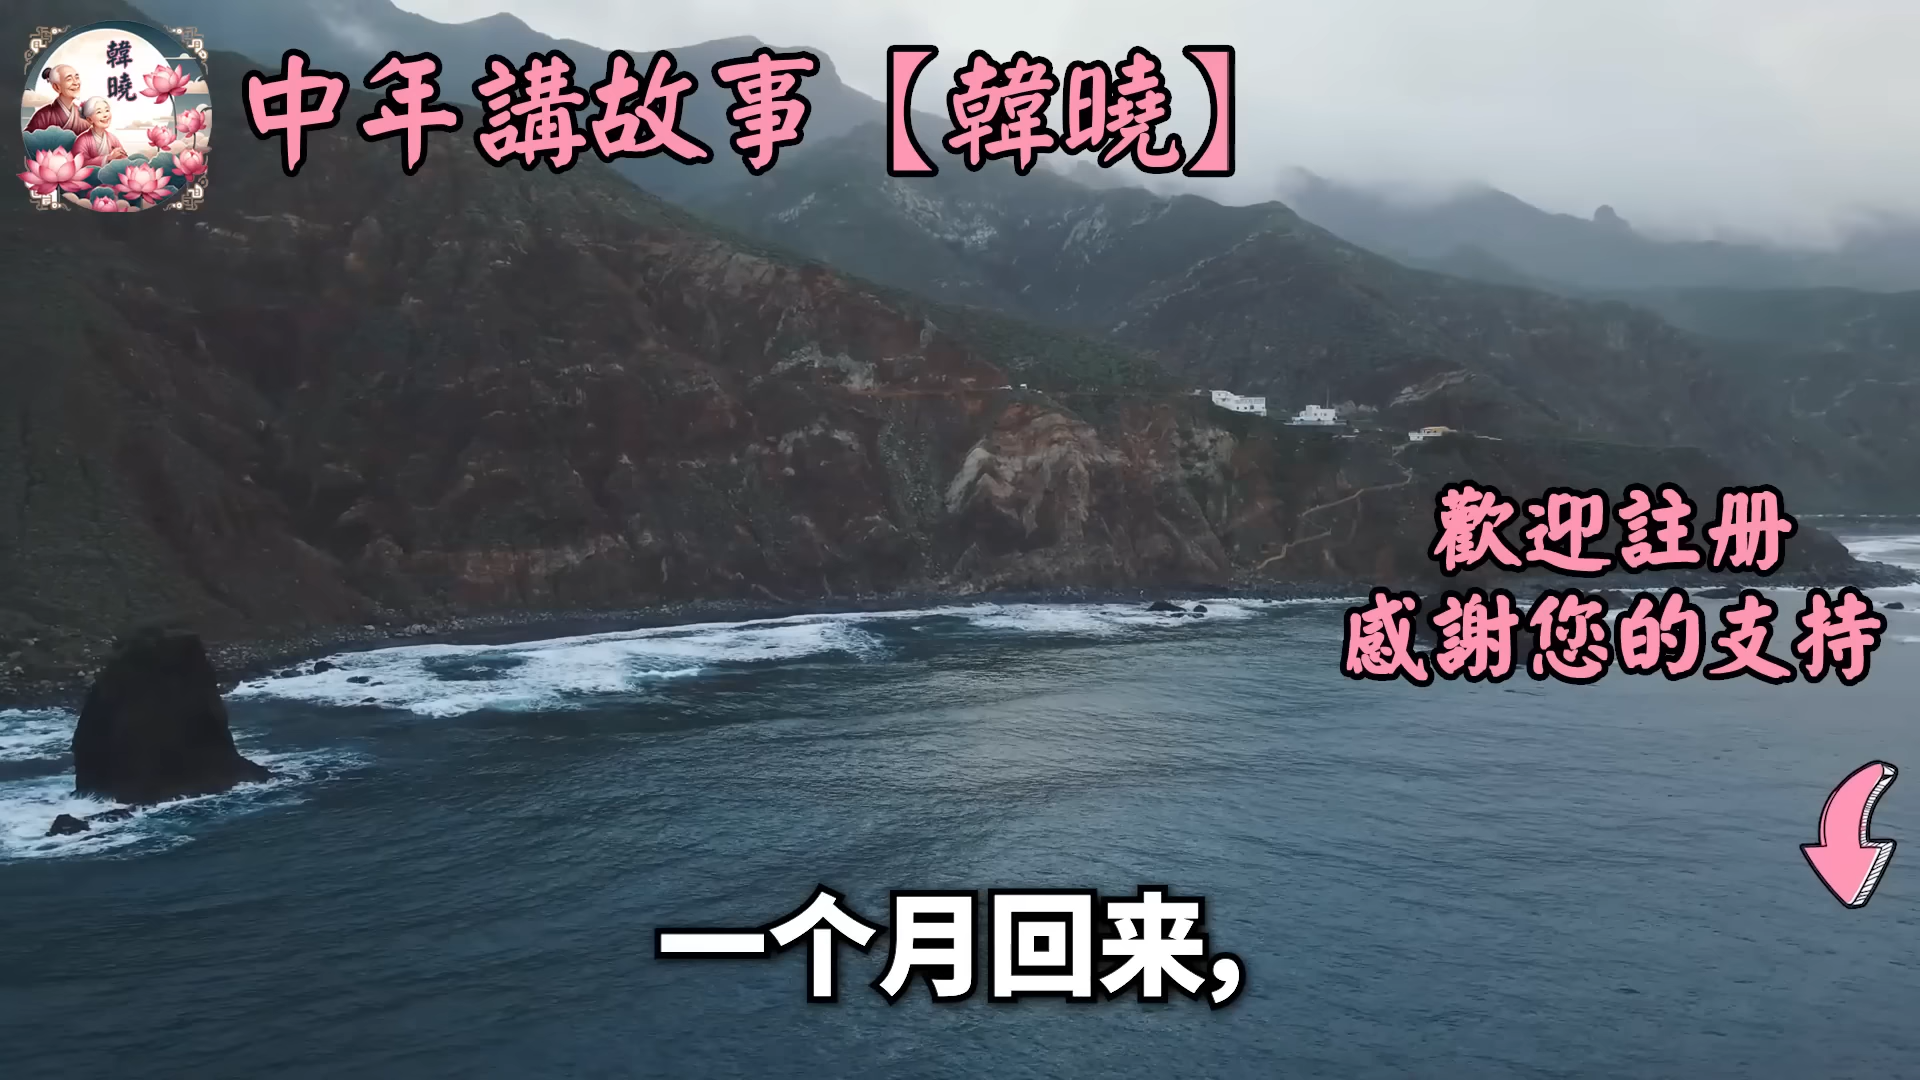 韓曉
中年講故事【韓曉】
歡迎註册
感謝您的支持
一个月回来,